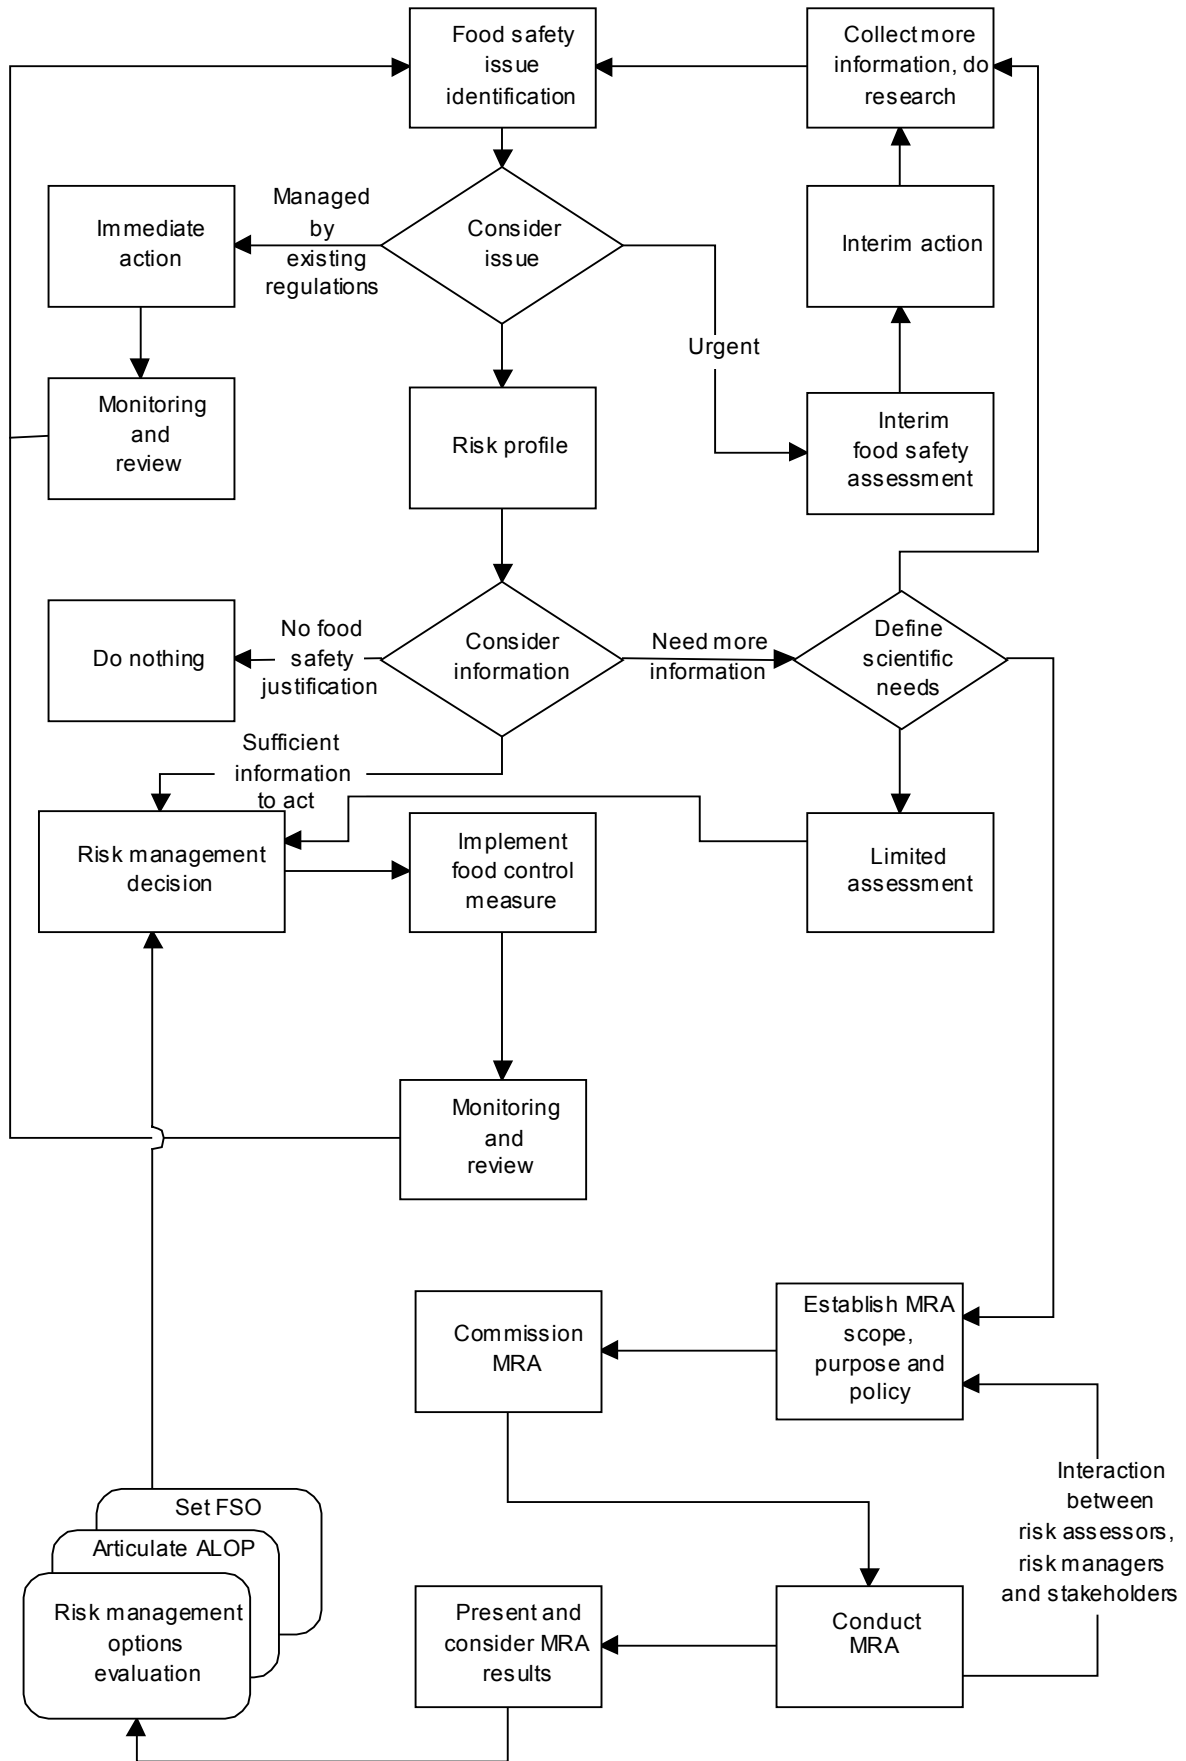 Food safety
issue
identification
Collect more
information, do
research
Managed
by
existing
regulations
Immediate
action
Consider
issue
Interim action
Urgent
Monitoring
and
review
Risk profile
Interim
food safety
assessment
Do nothing
No food
safety
justification
Consider
information
Need more
information
Define
scientific
needs
Sufficient
information
to act
Risk management
decision
Implement
food control
measure
Limited
assessment
Monitoring
and
review
Commission
MRA
Establish MRA
scope,
purpose and
policy
Interaction
between
risk assessors,
risk managers
and stakeholders
Set FSO
Articulate ALOP
Risk management
options
evaluation
Present and
consider MRA
results
Conduct
MRA